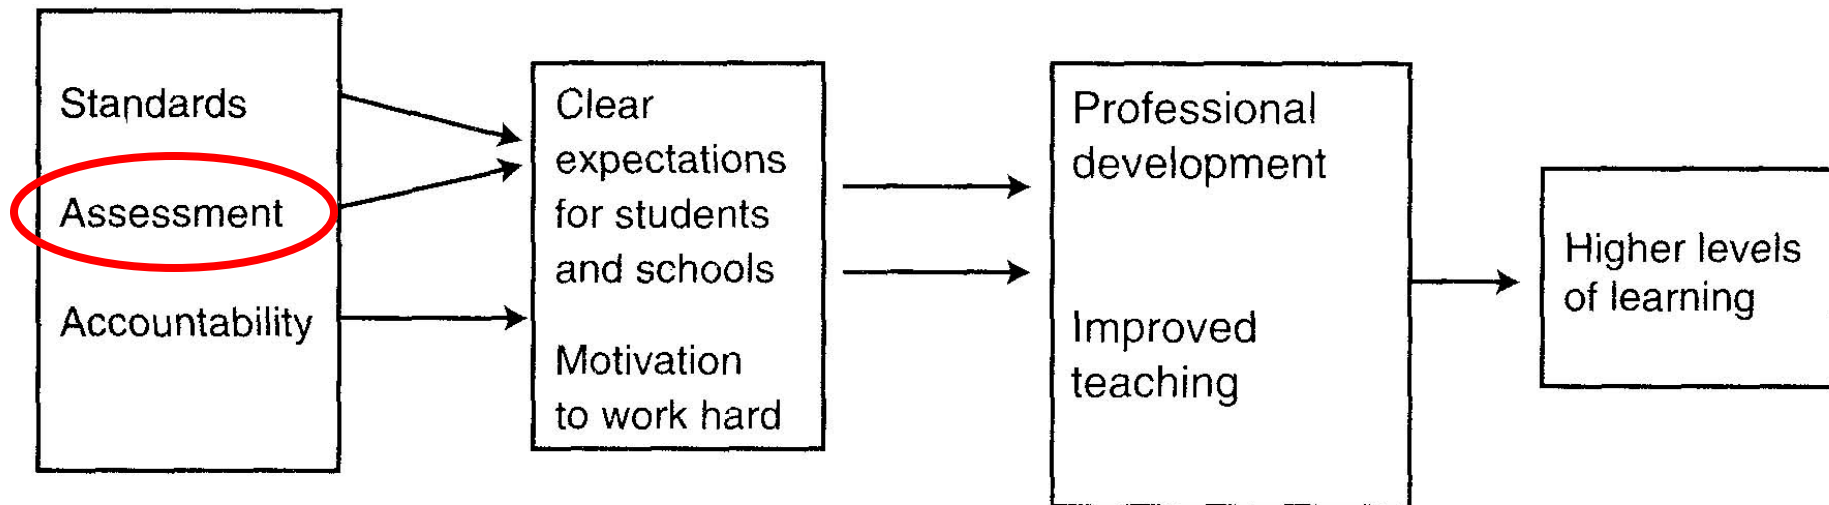 Standards
Assessment
Accountability
Clear
expectations
for students
and schools
Motivation
to work hard
Professional
development
Improved
teaching
Higher levels
of learning